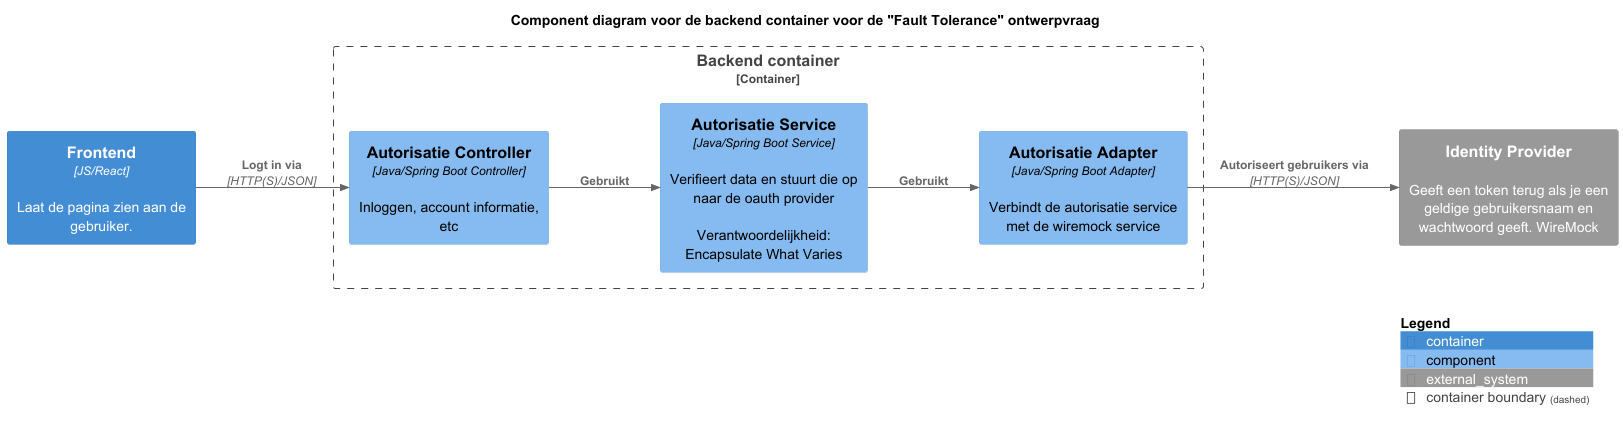 Component diagram voor de backend container voor de "Fault Tolerance" ontwerpvraag
Backend container
[Container]
Frontend
[JS/React]
Laat de pagina zien aan de
gebruiker.
Logt in via
[HTTP(S)/JSON]
Autorisatie Controller
[Java/Spring Boot Controller]
Inloggen, account informatie,
etc
Gebruikt
Autorisatie Service
[Java/Spring Boot Service]
Verifieert data en stuurt die op
naar de oauth provider
Verantwoordelijkheid:
Encapsulate What Varies
Gebruikt
Autorisatie Adapter
[Java/Spring Boot Adapter]
Verbindt de autorisatie service
met de wiremock service
Autoriseert gebruikers via
[HTTP(S)/JSON]
Identity Provider
Geeft een token terug als je een
geldige gebruikersnaam en
wachtwoord geeft. WireMock
Legend
container
component
external_system
container boundary (dashed)